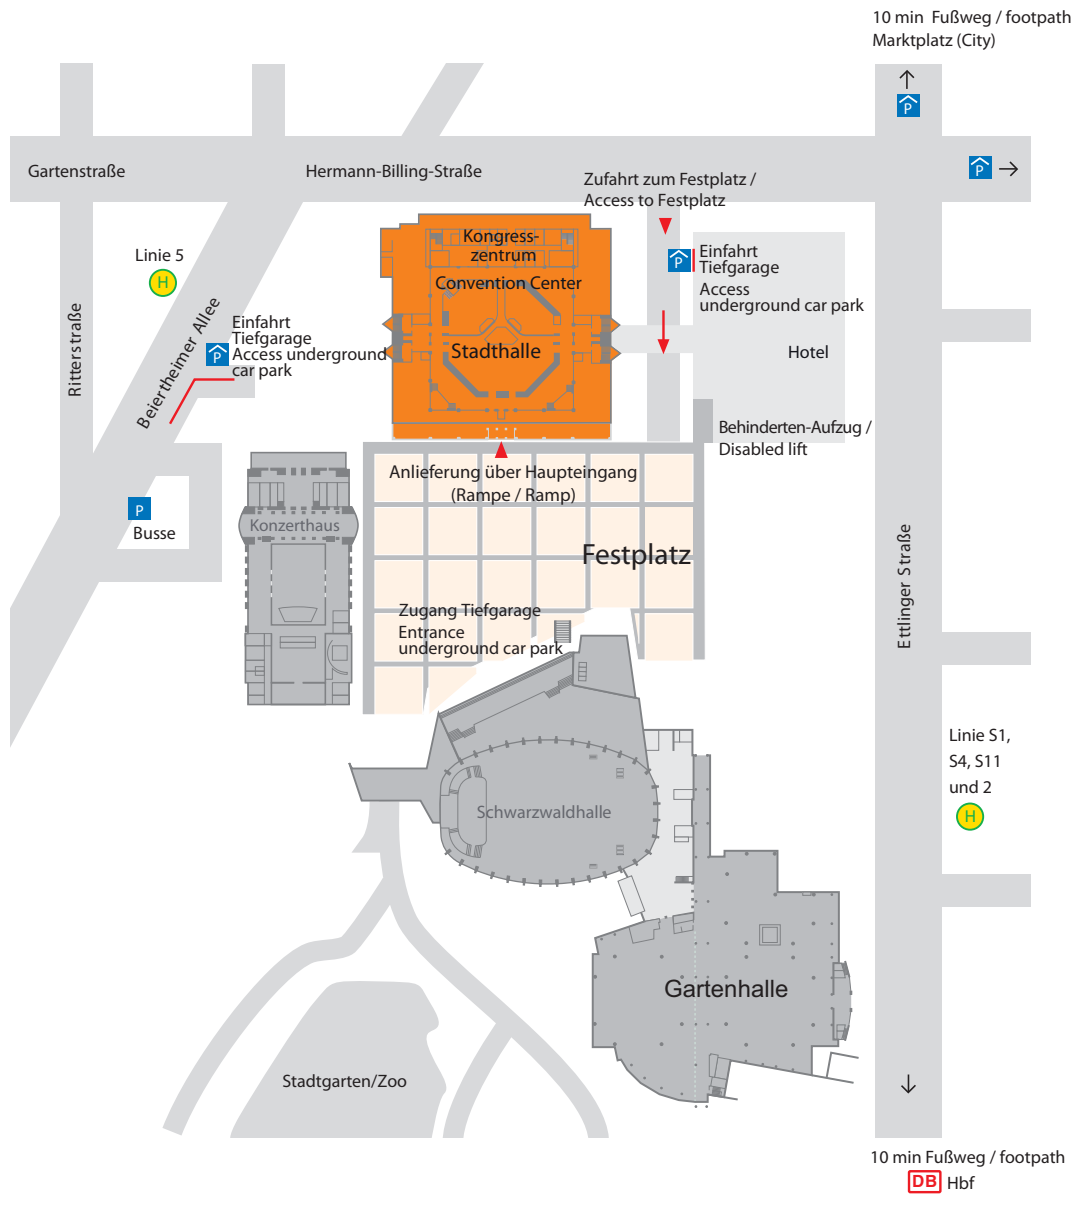 10 min Fußweg / footpath
Marktplatz (City)
P
P
Gartenstraße
Hermann-Billing-Straße
Zufahrt zum Festplatz /
Access to Festplatz
Kongress-
zentrum
Convention Center
Stadthalle
P
Einfahrt
Tiefgarage
Access
underground car park
Hotel
Linie 5
H
Ritterstraße
Beiertheimer Allee
P
Einfahrt
Tiefgarage
Access underground
car park
Behinderten-Aufzug /
Disabled lift
Anlieferung über Haupteingang
(Rampe / Ramp)
P
Busse
Konzerthaus
Festplatz
Ettlinger Straße
Zugang Tiefgarage
Entrance
underground car park
Linie S1,
S4, S11
und 2
H
Schwarzwaldhalle
Gartenhalle
Stadtgarten/Zoo
10 min Fußweg / footpath
DB Hbf